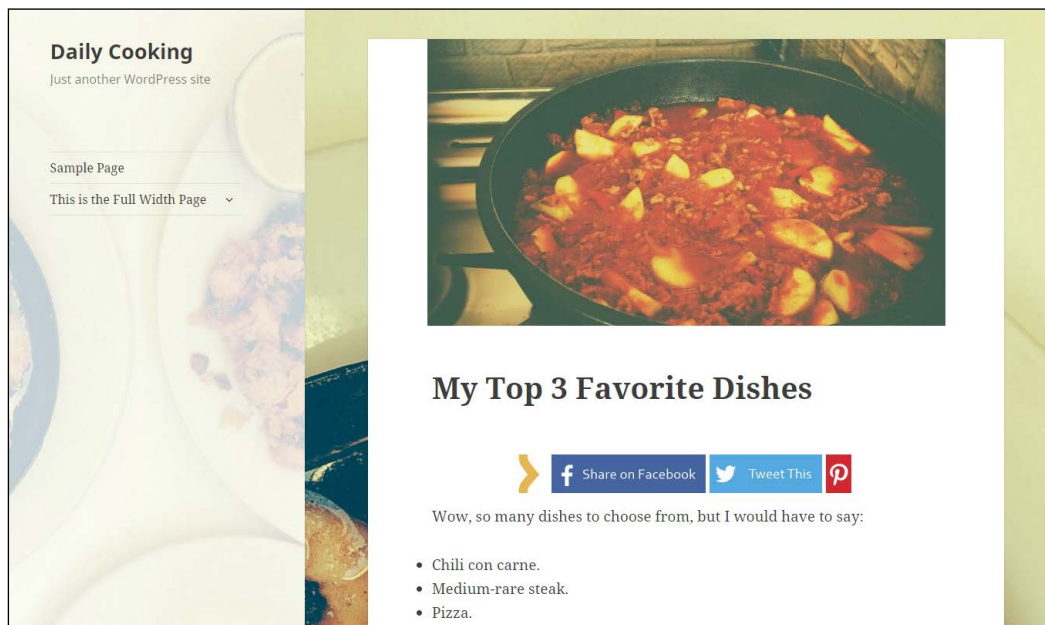 Daily Cooking
Just another WordPress site
Sample Page
This is the Full Width Page
My Top 3 Favorite Dishes
Share on Facebook
Tweet This
Wow, so many dishes to choose from, but I would have to say:
• Chili con carne.
• Medium-rare steak.
• Pizza.